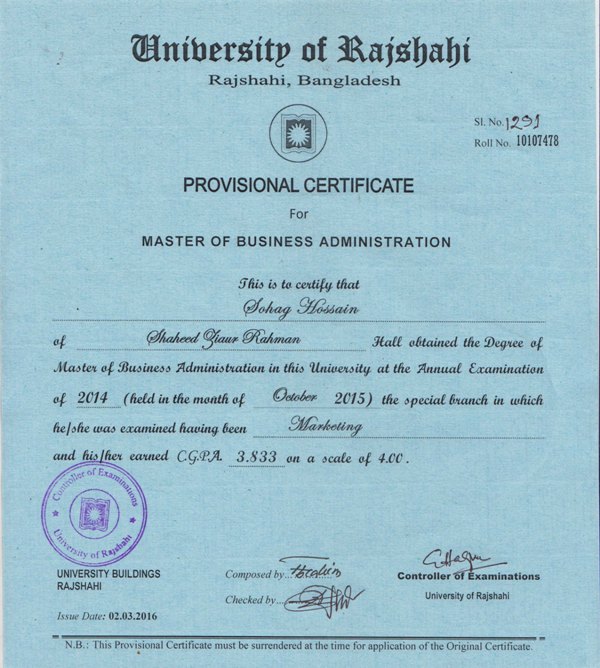 University of Rajshahi
Rajshahi, Bangladesh
Sl. No. 1291
Roll No. 10107478
PROVISIONAL CERTIFICATE
For
MASTER OF BUSINESS ADMINISTRATION
This is to certify that
Sohag Hossain
of Shaheed Ziaur Rahman Hall obtained the Degree of
Master of Business Administration in this University at the Annual Examination
of 2014 (held in the month of October 2015) the special branch in which
he/she was examined having been Marketing
and his/her earned C.G.P.A. 3.833 on a scale of 4.00.
Controller of Examinations
University of Rajshahi
UNIVERSITY BUILDINGS
RAJSHAHI
Composed by...
Checked by...
Controller of Examinations
University of Rajshahi
Issue Date: 02.03.2016
N.B.: This Provisional Certificate must be surrendered at the time for application of the Original Certificate.